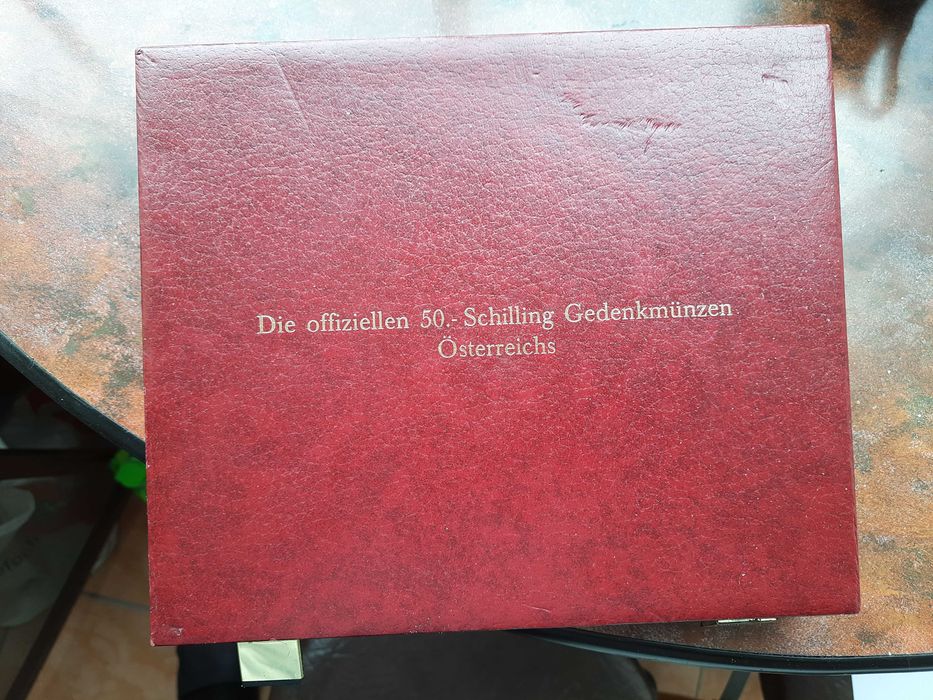 Die offiziellen 50.- Schilling Gedenkmünzen
Österreichs